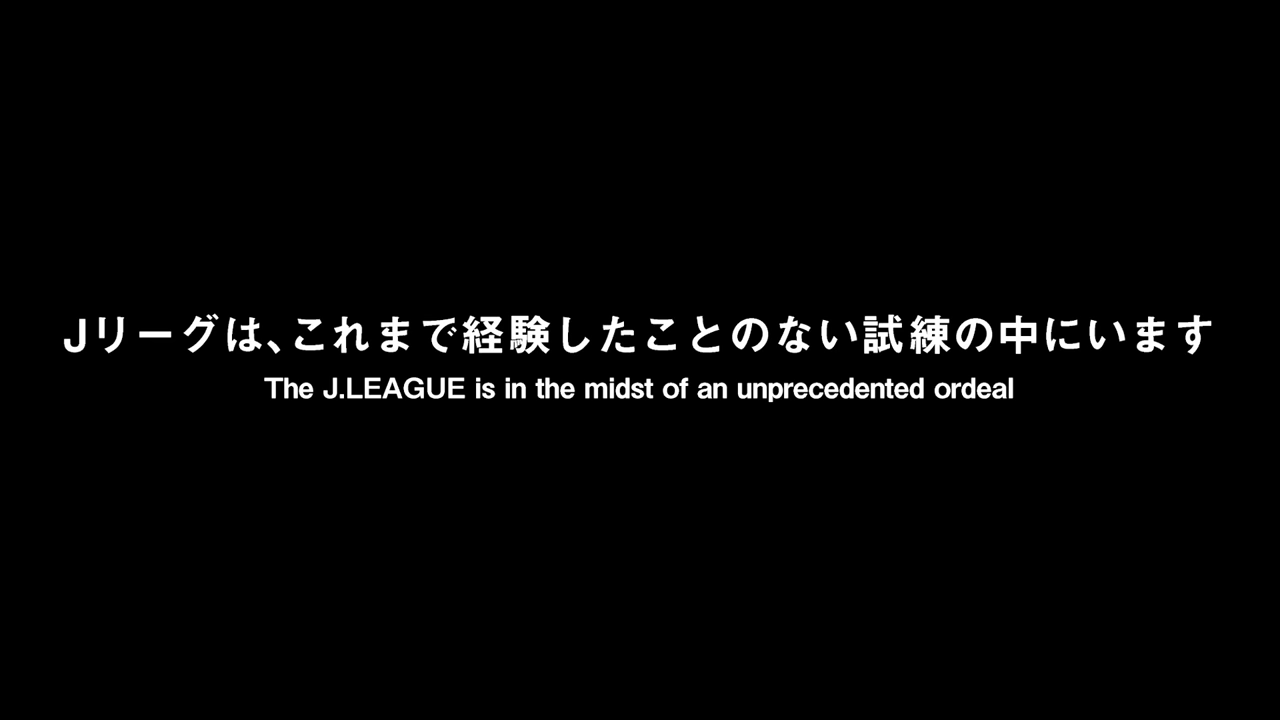 Jリーグは、これまで経験したことのない試練の中にいます
The J.LEAGUE is in the midst of an unprecedented ordeal